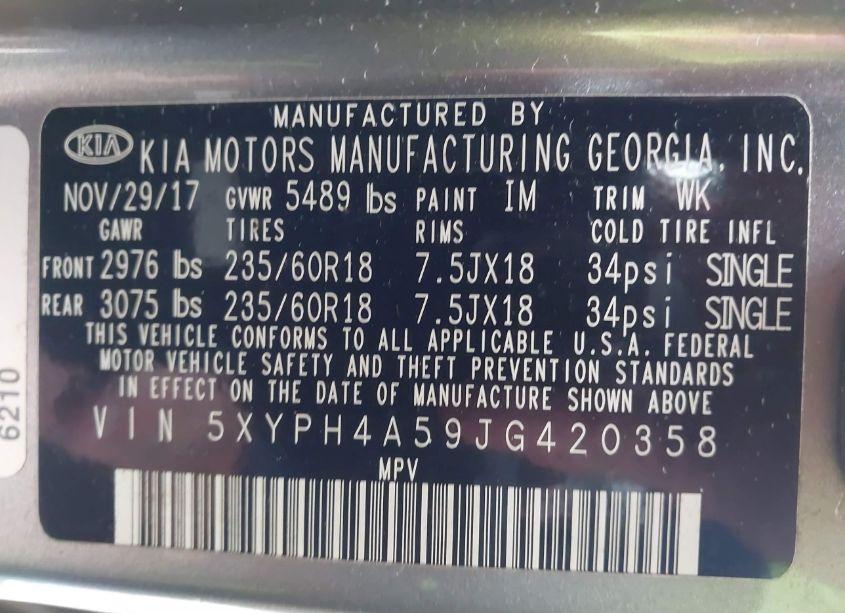 MANUFACTURED BY
KIA KIA MOTORS MANUFACTURING GEORGIA, INC.
NOV/29/17 GVWR 5489 lbs PAINT IM TRIM WK
GAWR TIRES RIMS COLD TIRE INFL
FRONT 2976 lbs 235/60R18 7.5JX18 34psi SINGLE
REAR 3075 lbs 235/60R18 7.5JX18 34psi SINGLE
THIS VEHICLE CONFORMS TO ALL APPLICABLE U.S.A. FEDERAL
MOTOR VEHICLE SAFETY AND THEFT PREVENTION STANDARDS
IN EFFECT ON THE DATE OF MANUFACTURE SHOWN ABOVE
VIN 5XYPH4A59JG420358
MPV
6210